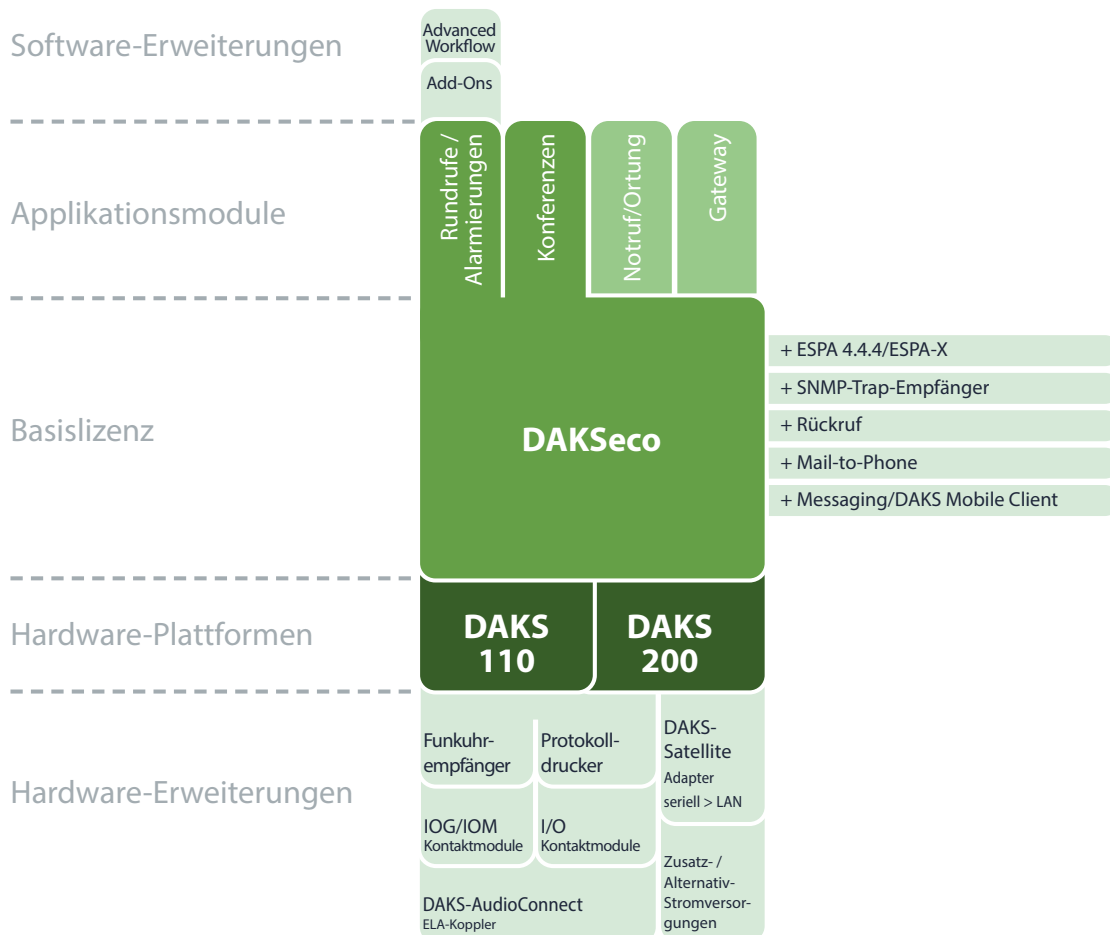 Software-Erweiterungen
Advanced
Workflow
Add-Ons
Applikationsmodule
Rundrufe /
Alarmierungen
Konferenzen
Notruf/Ortung
Gateway
Basislizenz
DAKSeco
+ ESPA 4.4.4/ESPA-X
+ SNMP-Trap-Empfänger
+ Rückruf
+ Mail-to-Phone
+ Messaging/DAKS Mobile Client
Hardware-Plattformen
DAKS
110
DAKS
200
Hardware-Erweiterungen
Funkuhr-
empfänger
Protokoll-
drucker
DAKS-
Satellite
Adapter
seriell > LAN
IOG/IOM
Kontaktmodule
I/O
Kontaktmodule
DAKS-AudioConnect
ELA-Koppler
Zusatz- /
Alternativ-
Stromversor-
gungen